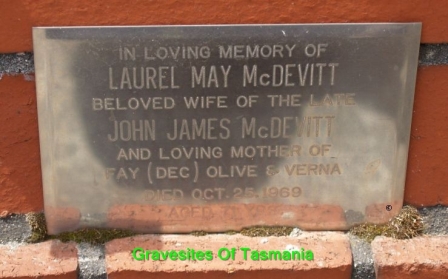 IN LOVING MEMORY OF
LAUREL MAY McDEVITT
BELOVED WIFE OF THE LATE
JOHN JAMES McDEVITT
AND LOVING MOTHER OF
FAY (DEC) OLIVE & VERNA
DIED OCT. 25. 1969
©
Gravesites Of Tasmania